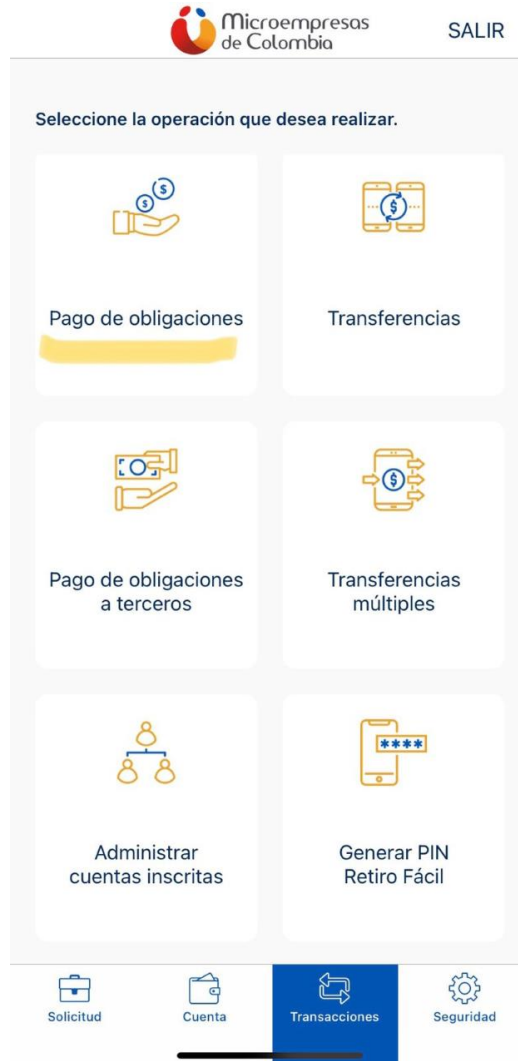 Microempresas
de Colombia
SALIR
Seleccione la operación que desea realizar.
Pago de obligaciones
Transferencias
Pago de obligaciones
a terceros
Transferencias
múltiples
Administrar
cuentas inscritas
Generar PIN
Retiro Fácil
Solicitud
Cuenta
Transacciones
Seguridad